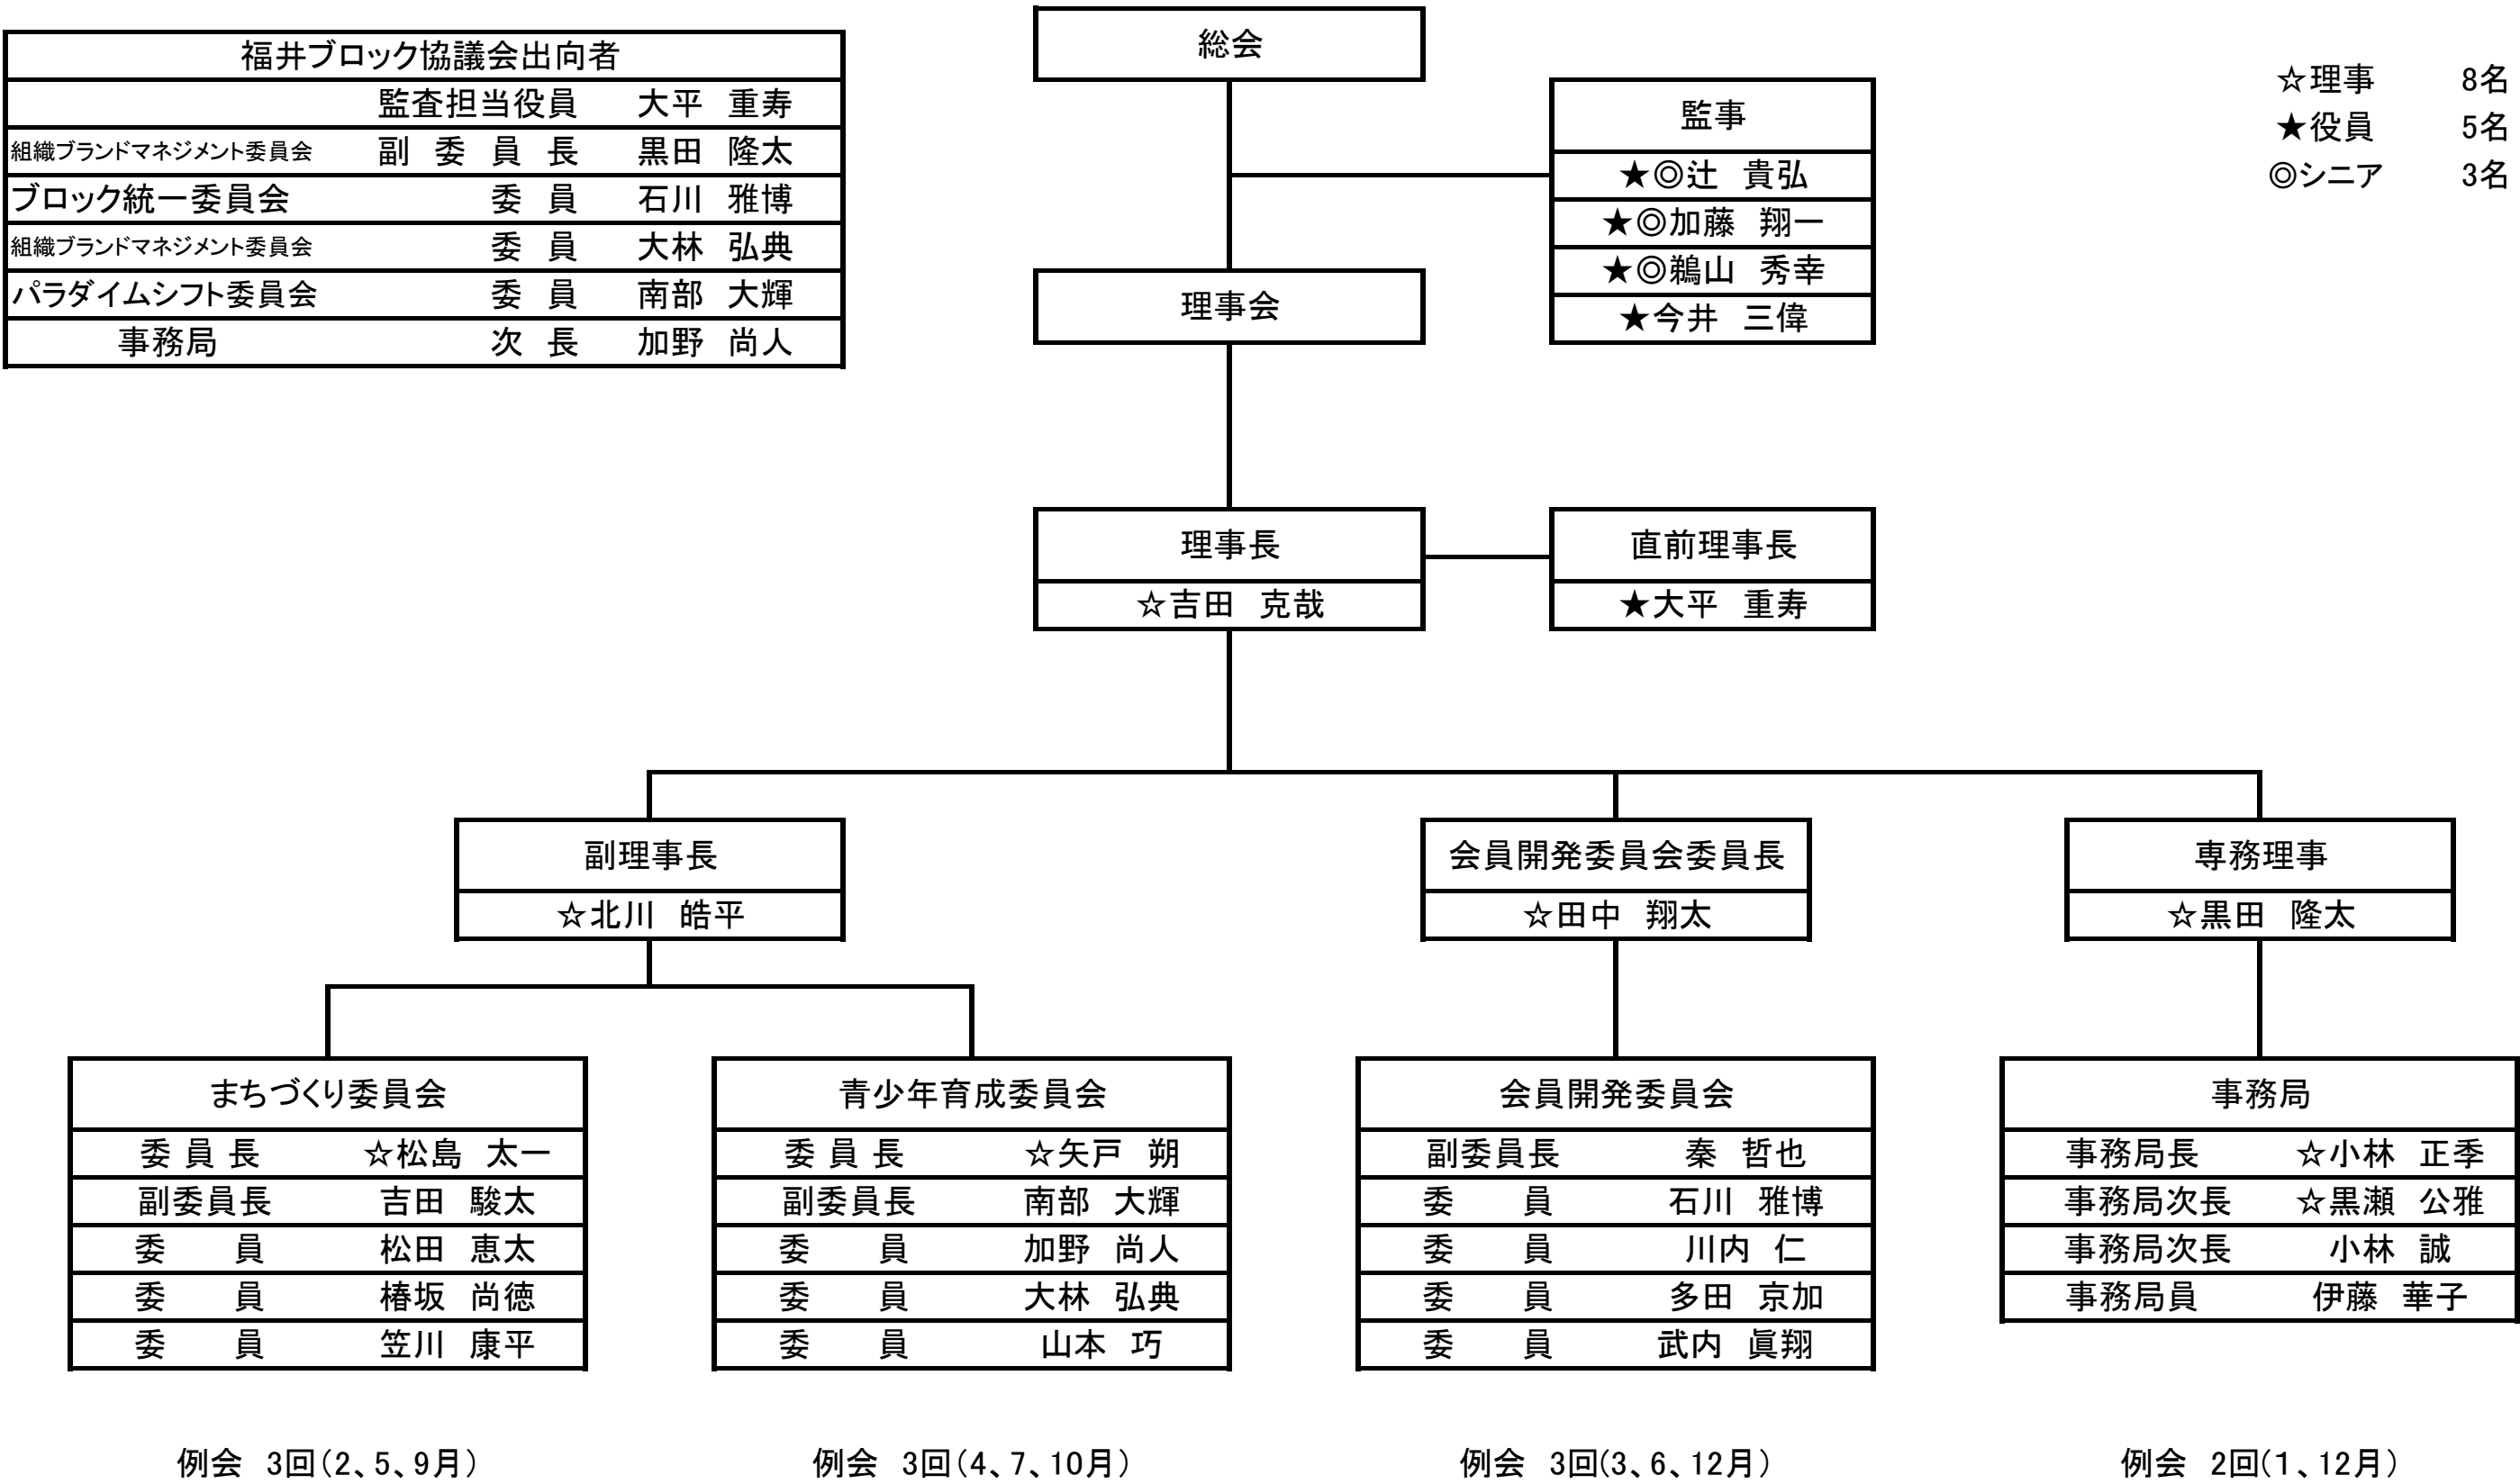 福井ブロック協議会出向者
監査担当役員 大平 重寿
組織ブランドマネジメント委員会 副 委 員 長 黒田 隆太
ブロック統一委員会 委 員 石川 雅博
組織ブランドマネジメント委員会 委 員 大林 弘典
パラダイムシフト委員会 委 員 南部 大輝
事務局 次 長 加野 尚人
総会
監事
★◎辻 貴弘
★◎加藤 翔一
★◎鵜山 秀幸
★今井 三偉
☆理事 8名
★役員 5名
◎シニア 3名
理事会
理事長
☆吉田 克哉
直前理事長
★大平 重寿
副理事長
☆北川 皓平
会員開発委員会委員長
☆田中 翔太
専務理事
☆黒田 隆太
まちづくり委員会
委 員 長 ☆松島 太一
副委員長 吉田 駿太
委 員 松田 恵太
委 員 椿坂 尚徳
委 員 笠川 康平
青少年育成委員会
委 員 長 ☆矢戸 朔
副委員長 南部 大輝
委 員 加野 尚人
委 員 大林 弘典
委 員 山本 巧
会員開発委員会
副委員長 秦 哲也
委 員 石川 雅博
委 員 川内 仁
委 員 多田 京加
委 員 武内 眞翔
事務局
事務局長 ☆小林 正季
事務局次長 ☆黒瀬 公雅
事務局次長 小林 誠
事務局員 伊藤 華子
例会 3回(2、5、9月)
例会 3回(4、7、10月)
例会 3回(3、6、12月)
例会 2回(1、12月)